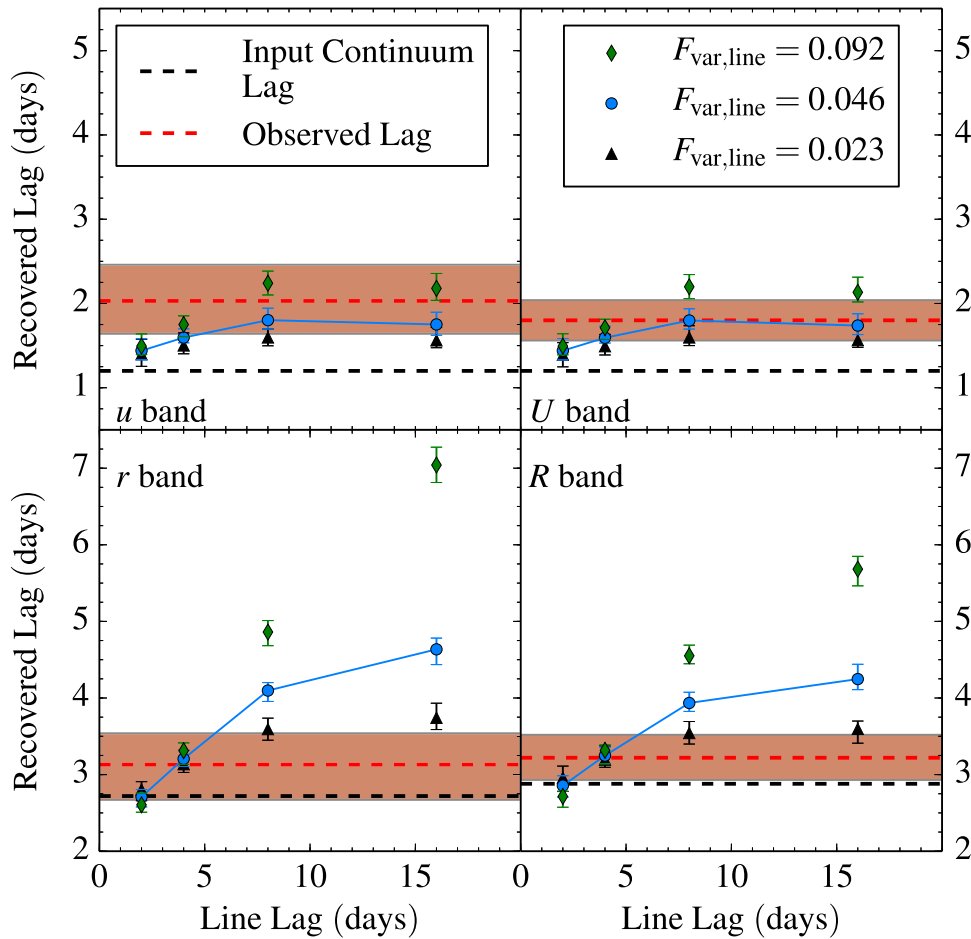 Input Continuum
Lag
Observed Lag
F_var,line = 0.092
F_var,line = 0.046
F_var,line = 0.023
Recovered Lag (days)
5
4
3
2
1
5
4
3
2
1
u band
U band
Recovered Lag (days)
7
6
5
4
3
2
7
6
5
4
3
2
r band
R band
0 5 10 15 0 5 10 15
Line Lag (days)
Line Lag (days)